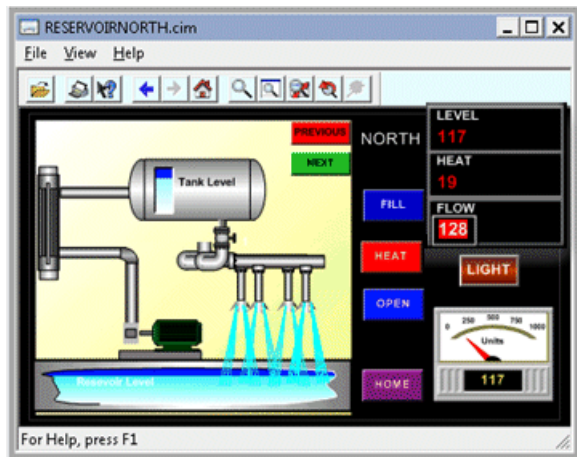 RESERVOIRNORTH.cim
File View Help
PREVIOUS
NEXT
NORTH
LEVEL
117
HEAT
19
FLOW
128
Tank Level
FILL
HEAT
OPEN
HOME
LIGHT
0 250 500 750 1000
Units
117
Resevoir Level
For Help, press F1